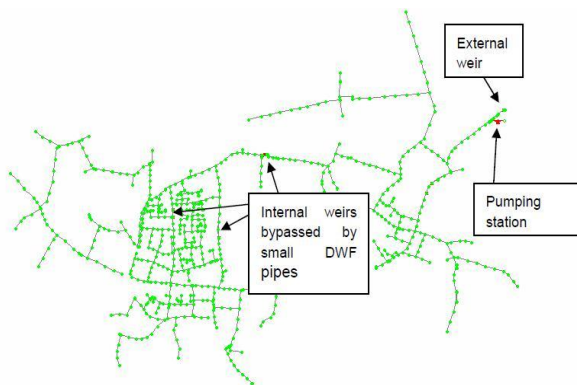 External
weir
Internal weirs
bypassed by
small DWF
pipes
Pumping
station